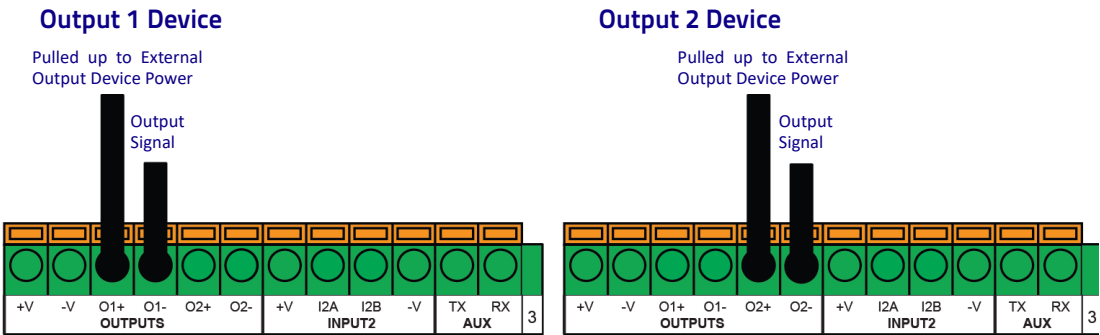 Output 1 Device
Pulled up to External
Output Device Power
Output
Signal
+V -V O1+ O1- O2+ O2- +V I2A I2B -V TX RX
OUTPUTS INPUT2 AUX 3
Output 2 Device
Pulled up to External
Output Device Power
Output
Signal
+V -V O1+ O1- O2+ O2- +V I2A I2B -V TX RX
OUTPUTS INPUT2 AUX 3